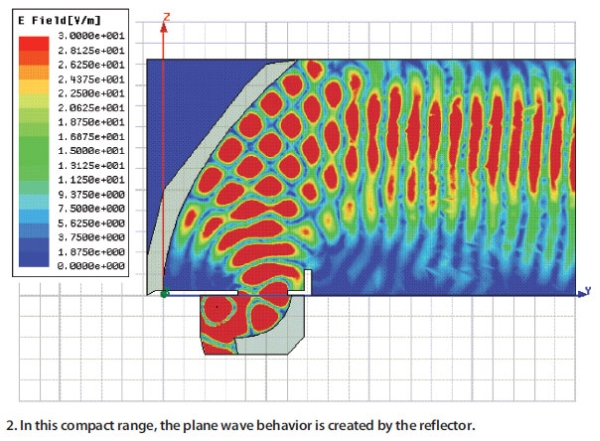 E Field[V/m]
3.0000e+001
2.8125e+001
2.6250e+001
2.4375e+001
2.2500e+001
2.0625e+001
1.8750e+001
1.6875e+001
1.5000e+001
1.3125e+001
1.1250e+001
9.3750e+000
7.5000e+000
5.6250e+000
3.7500e+000
1.8750e+000
0.0000e+000
Z
Y
2. In this compact range, the plane wave behavior is created by the reflector.